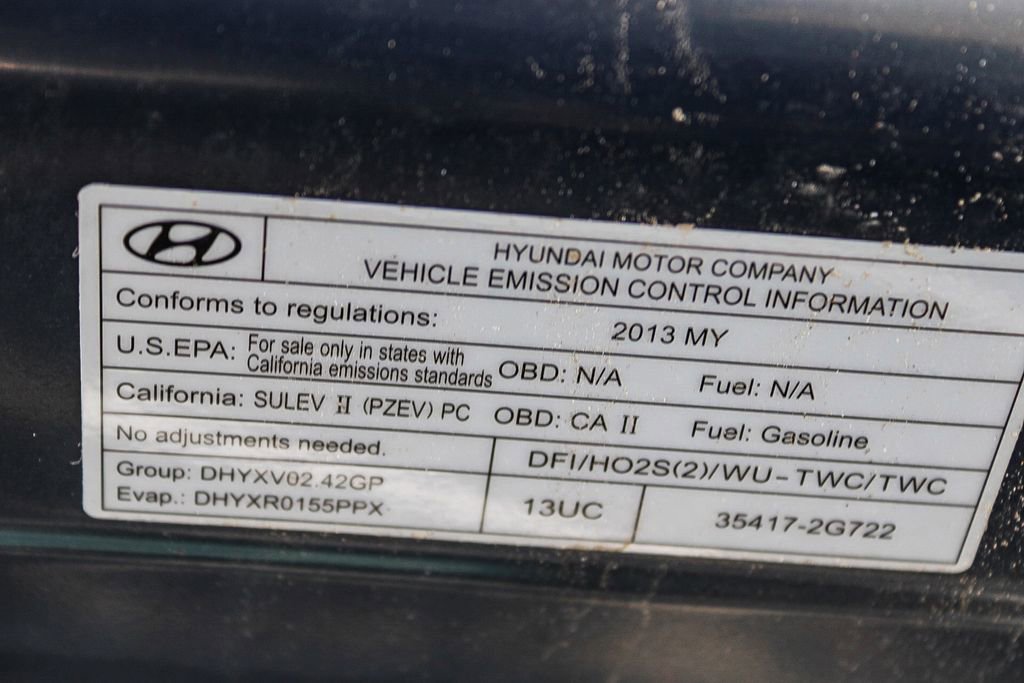 HYUNDAI MOTOR COMPANY
VEHICLE EMISSION CONTROL INFORMATION
Conforms to regulations: 2013 MY
U.S.EPA: For sale only in states with California emissions standards OBD: N/A Fuel: N/A
California: SULEV II (PZEV) PC OBD: CA II Fuel: Gasoline
No adjustments needed.
DFI/HO2S(2)/WU-TWC/TWC
Group: DHYXV02.42GP
Evap.: DHYXR0155PPX
13UC
35417-2G722